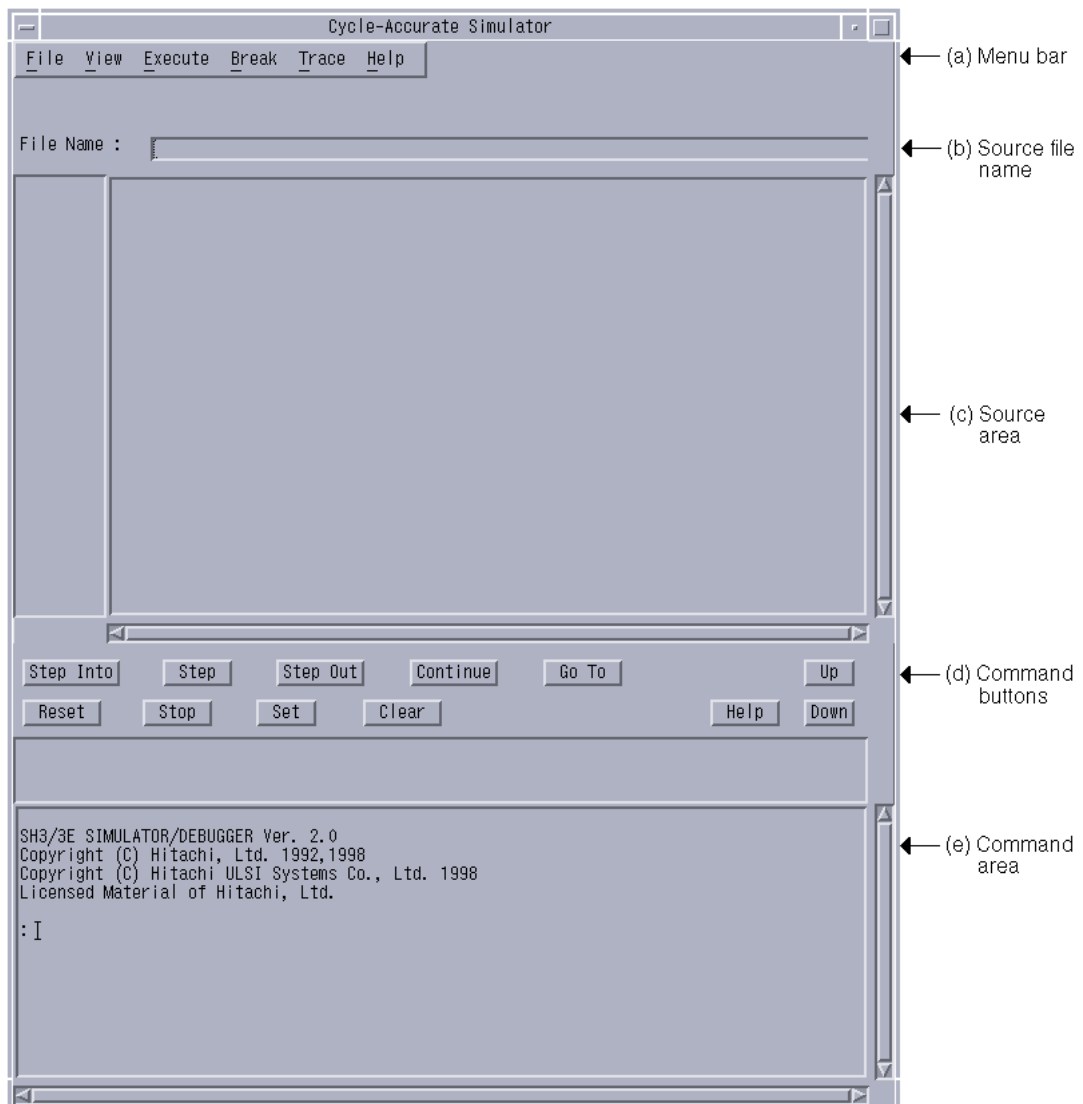 Cycle-Accurate Simulator
File View Execute Break Trace Help
(a) Menu bar
File Name :
(b) Source file
name
(c) Source
area
Step Into Step Step Out Continue Go To Up
(d) Command
buttons
Reset Stop Set Clear Help Down
SH3/3E SIMULATOR/DEBUGGER Ver. 2.0
Copyright (C) Hitachi, Ltd. 1992,1998
Copyright (C) Hitachi ULSI Systems Co., Ltd. 1998
Licensed Material of Hitachi, Ltd.
:
(e) Command
area